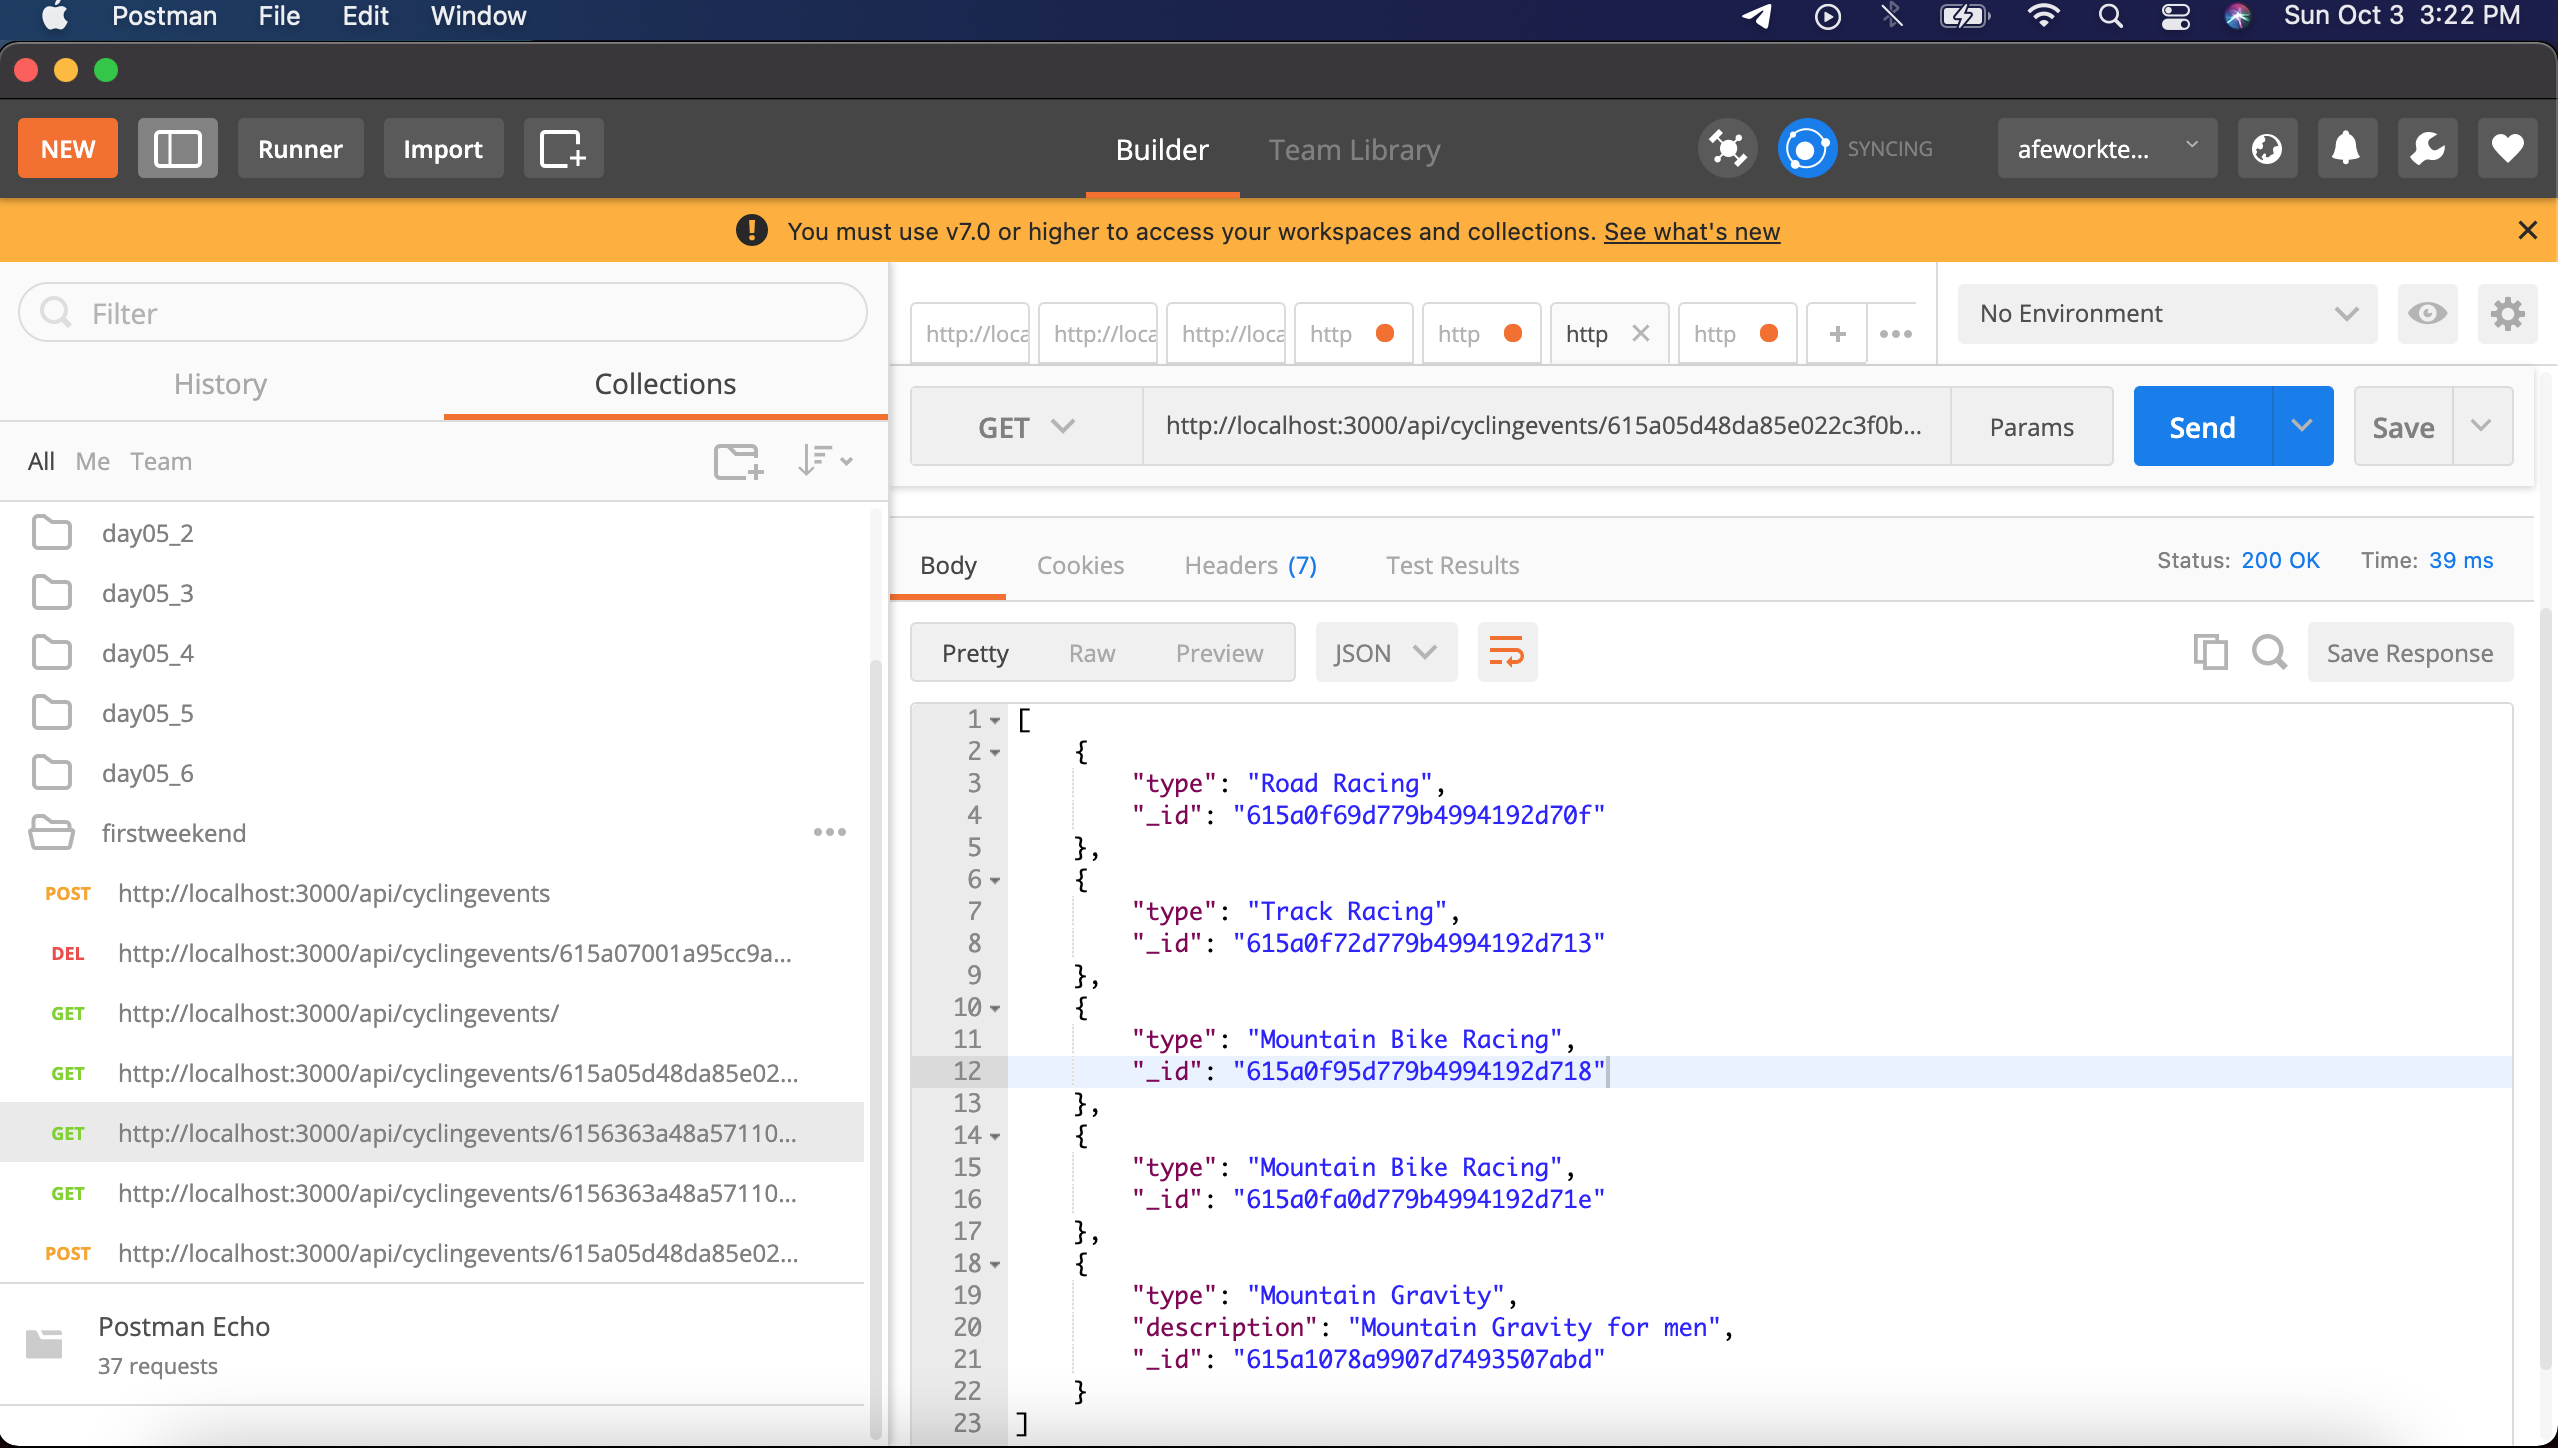 Postman File Edit Window Sun Oct 3 3:22 PM
NEW Runner Import Builder Team Library SYNCING afeworkte...
You must use v7.0 or higher to access your workspaces and collections. See what's new
Filter
http://loca http://loca http://loca http http http http + No Environment
History Collections
GET http://localhost:3000/api/cyclingevents/615a05d48da85e022c3f0b... Params Send Save
All Me Team
day05_2
Body Cookies Headers (7) Test Results Status: 200 OK Time: 39 ms
day05_3
day05_4
Pretty Raw Preview JSON Save Response
day05_5
day05_6
firstweekend
POST http://localhost:3000/api/cyclingevents
DEL http://localhost:3000/api/cyclingevents/615a07001a95cc9a...
GET http://localhost:3000/api/cyclingevents/
GET http://localhost:3000/api/cyclingevents/615a05d48da85e02...
GET http://localhost:3000/api/cyclingevents/6156363a48a57110...
GET http://localhost:3000/api/cyclingevents/6156363a48a57110...
POST http://localhost:3000/api/cyclingevents/615a05d48da85e02...
Postman Echo
37 requests
1 [
2 {
3 "type": "Road Racing",
4 "_id": "615a0f69d779b4994192d70f"
5 },
6 {
7 "type": "Track Racing",
8 "_id": "615a0f72d779b4994192d713"
9 },
10 {
11 "type": "Mountain Bike Racing",
12 "_id": "615a0f95d779b4994192d718"
13 },
14 {
15 "type": "Mountain Bike Racing",
16 "_id": "615a0fa0d779b4994192d71e"
17 },
18 {
19 "type": "Mountain Gravity",
20 "description": "Mountain Gravity for men",
21 "_id": "615a1078a9907d7493507abd"
22 }
23 ]